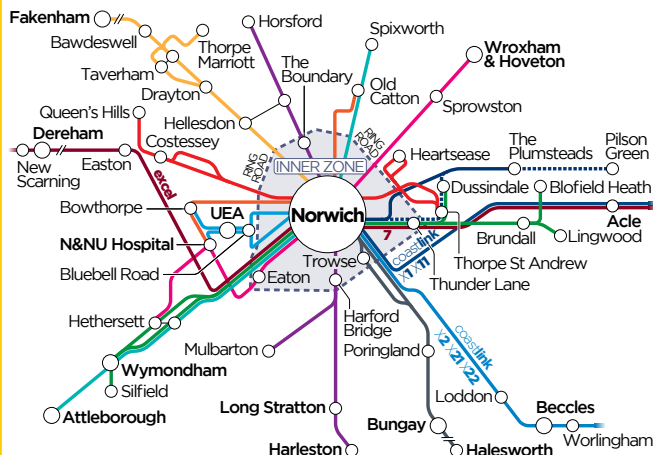 Fakenham
Horsford
Bawdeswell
Thorpe
Marriott
Spixworth
The
Boundary
Wroxham
& Hoveton
Taverham
Drayton
Old
Catton
Queen's Hills
Hellesdon
Sprowston
Dereham
Costessey
RING
ROAD
RING
ROAD
INNER ZONE
Heartsease
The
Plumsteads
Pilson
Green
New
Scarning
Easton
excel
Dussindale
Blofield Heath
Bowthorpe
UEA
Norwich
Acle
N&NU Hospital
7
Brundall
Lingwood
Bluebell Road
Eaton
Trowse
coastlink
X1 X11
Thorpe St Andrew
Thunder Lane
Hethersett
Harford
Bridge
Mulbarton
Poringland
coastlink
X2 X21 X22
Wymondham
Silfield
Loddon
Attleborough
Long Stratton
Bungay
Beccles
Worlingham
Harleston
Halesworth